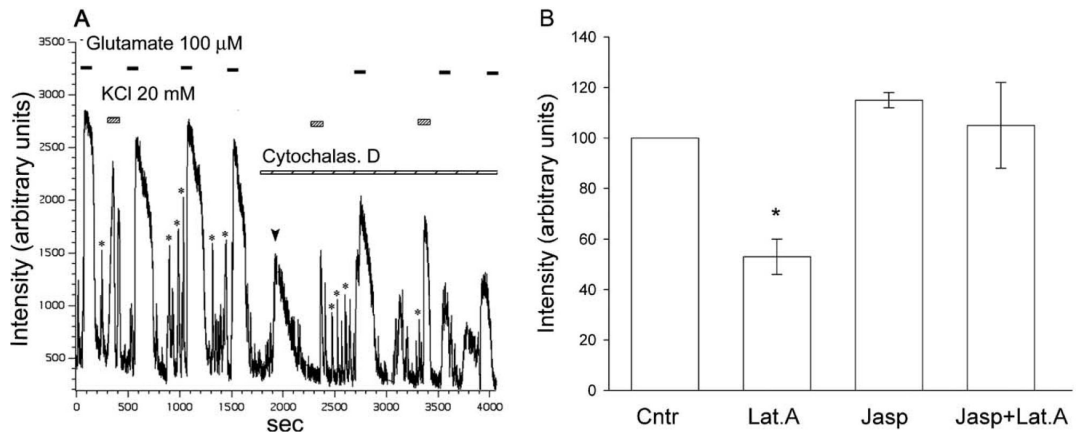 A
Glutamate 100 µM
KCl 20 mM
Cytochalas. D
Intensity (arbitrary units)
3500
3000
2500
2000
1500
1000
500
* * * * * * * * * * *
0 500 1000 1500 2000 2500 3000 3500 4000
sec
B
Intensity (arbitrary units)
140
120
100
80
60
40
20
0
*
Cntr Lat.A Jasp Jasp+Lat.A